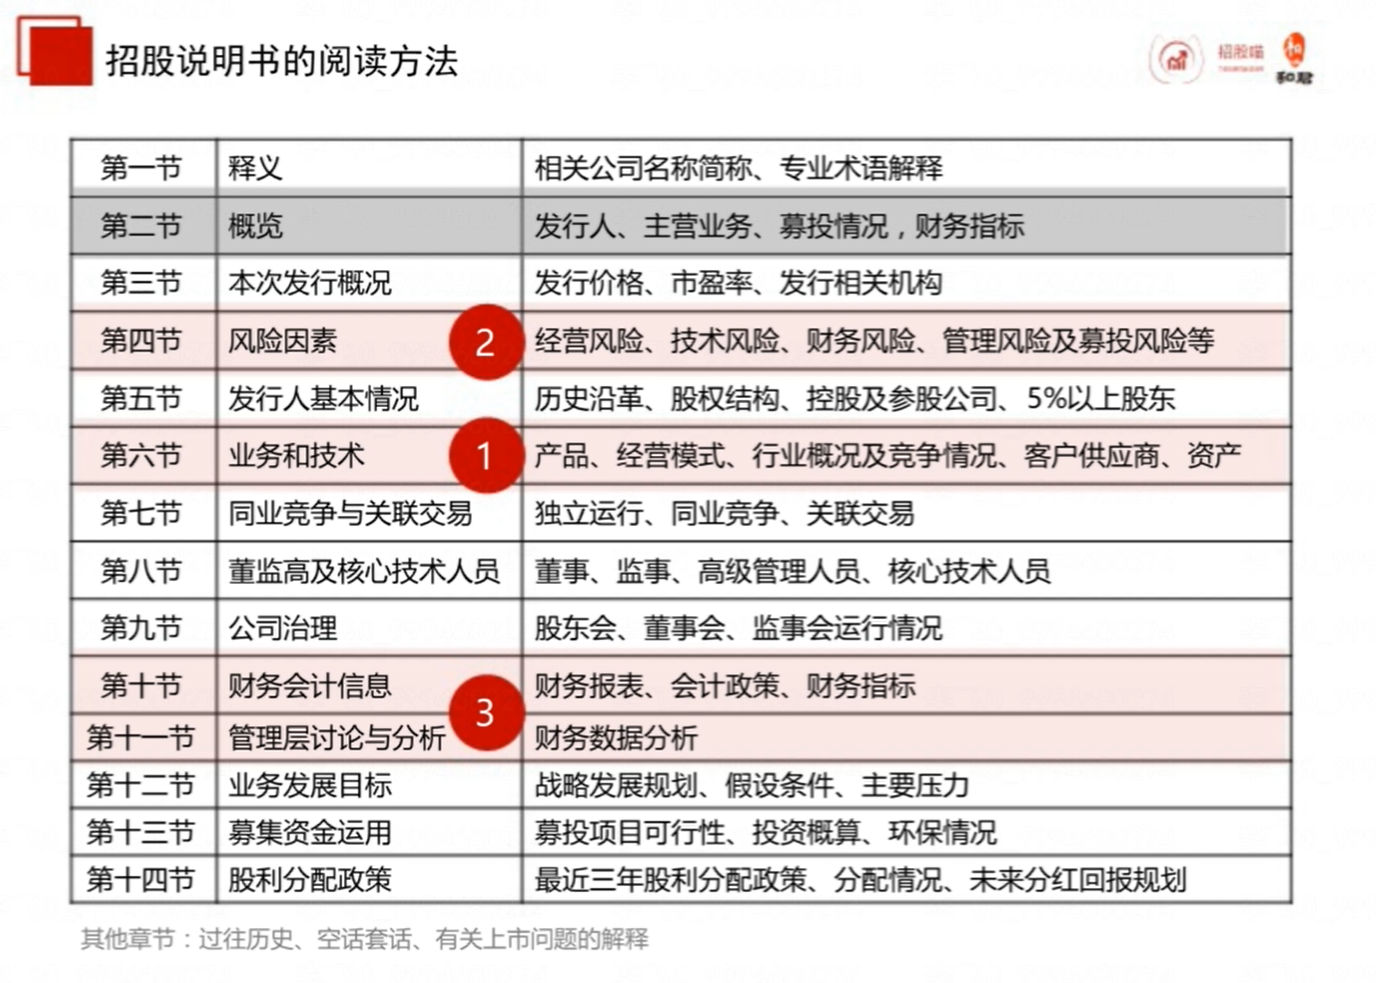 招股说明书的阅读方法
招股喵
和君
第一节 释义 相关公司名称简称、专业术语解释
第二节 概览 发行人、主营业务、募投情况，财务指标
第三节 本次发行概况 发行价格、市盈率、发行相关机构
第四节 风险因素 2 经营风险、技术风险、财务风险、管理风险及募投风险等
第五节 发行人基本情况 历史沿革、股权结构、控股及参股公司、5%以上股东
第六节 业务和技术 1 产品、经营模式、行业概况及竞争情况、客户供应商、资产
第七节 同业竞争与关联交易 独立运行、同业竞争、关联交易
第八节 董监高及核心技术人员 董事、监事、高级管理人员、核心技术人员
第九节 公司治理 股东会、董事会、监事会运行情况
第十节 财务会计信息 财务报表、会计政策、财务指标
3
第十一节 管理层讨论与分析 财务数据分析
第十二节 业务发展目标 战略发展规划、假设条件、主要压力
第十三节 募集资金运用 募投项目可行性、投资概算、环保情况
第十四节 股利分配政策 最近三年股利分配政策、分配情况、未来分红回报规划
其他章节：过往历史、空话套话、有关上市问题的解释